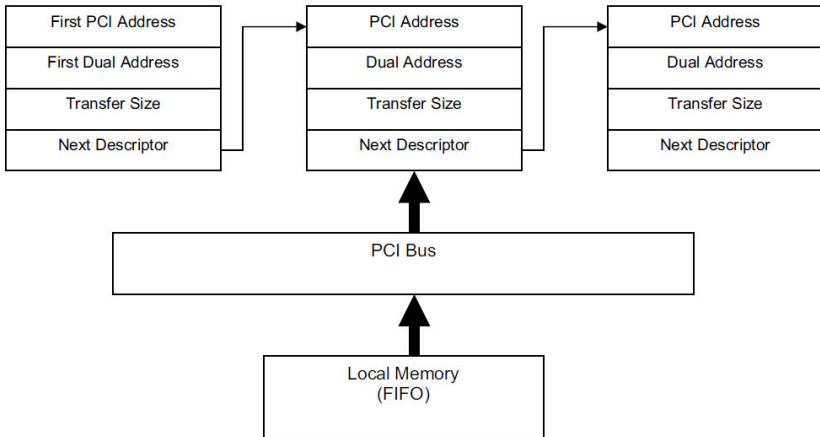 First PCI Address
First Dual Address
Transfer Size
Next Descriptor
PCI Address
Dual Address
Transfer Size
Next Descriptor
PCI Address
Dual Address
Transfer Size
Next Descriptor
PCI Bus
Local Memory
(FIFO)